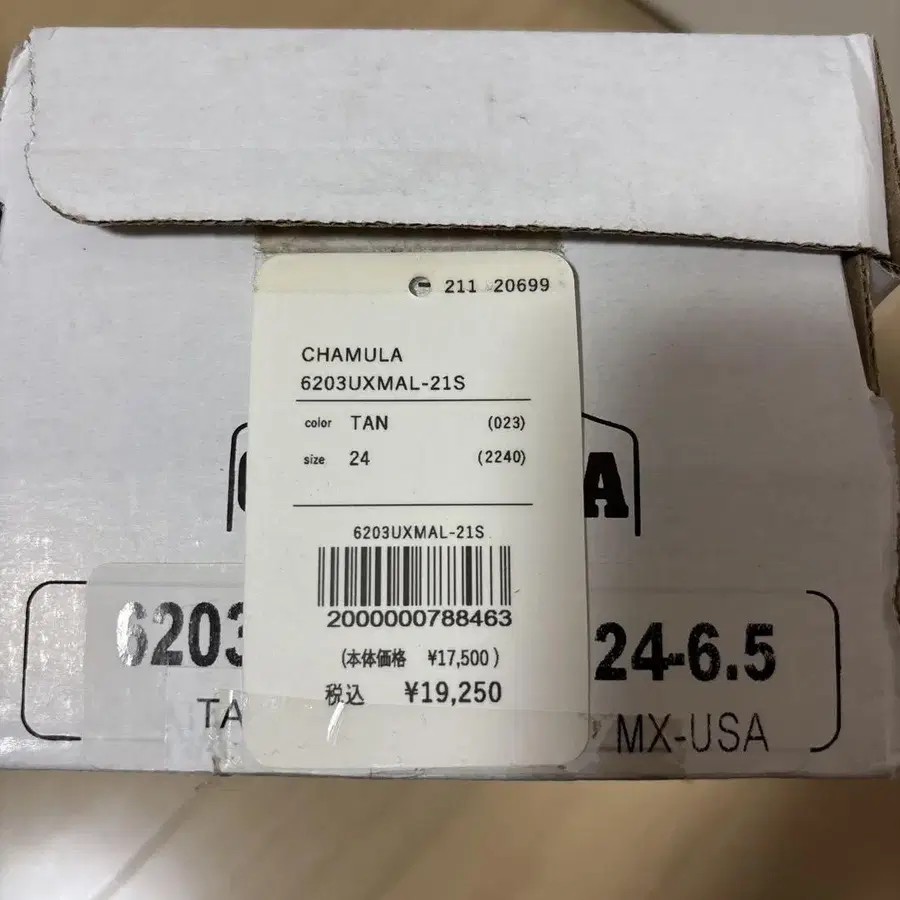 211 20699
CHAMULA
6203UXMAL-21S
color TAN (023)
size 24 (2240)
A
6203UXMAL-21S
2000000788463
(本体価格 ¥17,500)
税込 ¥19,250
6203
24-6.5
TA
MX-USA